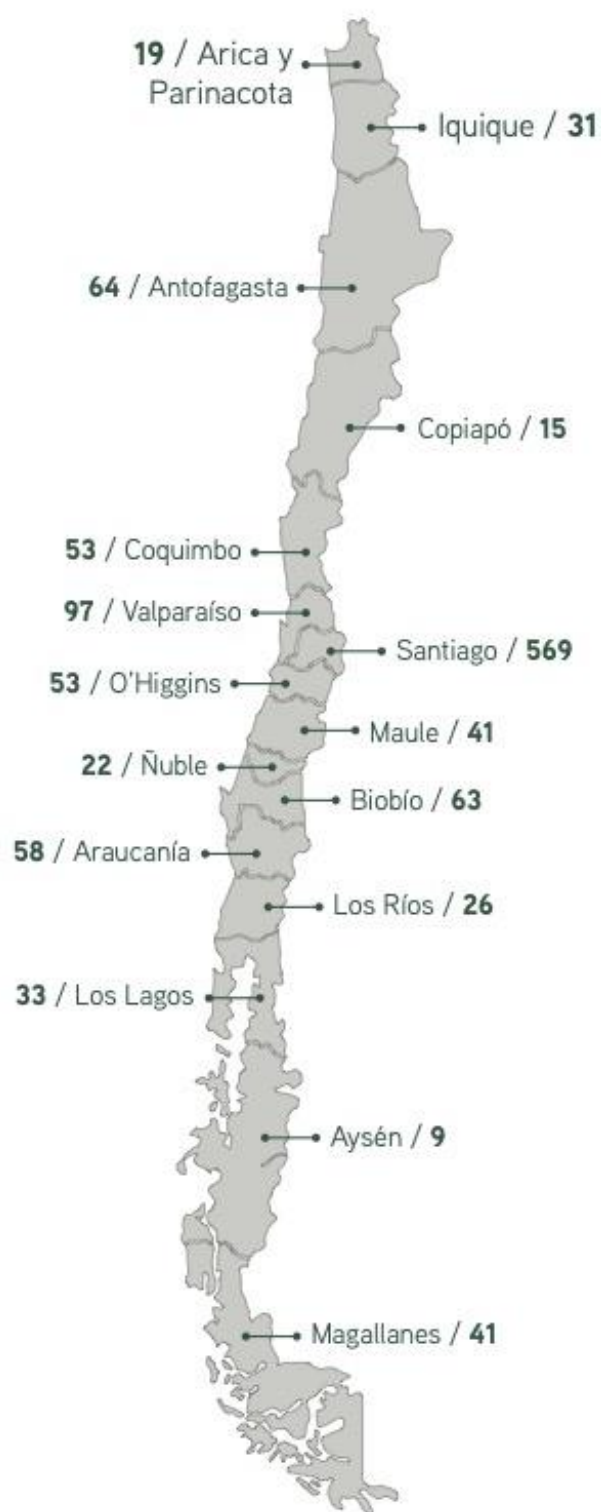 19 / Arica y
Parinacota
Iquique / 31
64 / Antofagasta
Copiapó / 15
53 / Coquimbo
97 / Valparaíso
Santiago / 569
53 / O'Higgins
Maule / 41
22 / Ñuble
Biobío / 63
58 / Araucanía
Los Ríos / 26
33 / Los Lagos
Aysén / 9
Magallanes / 41